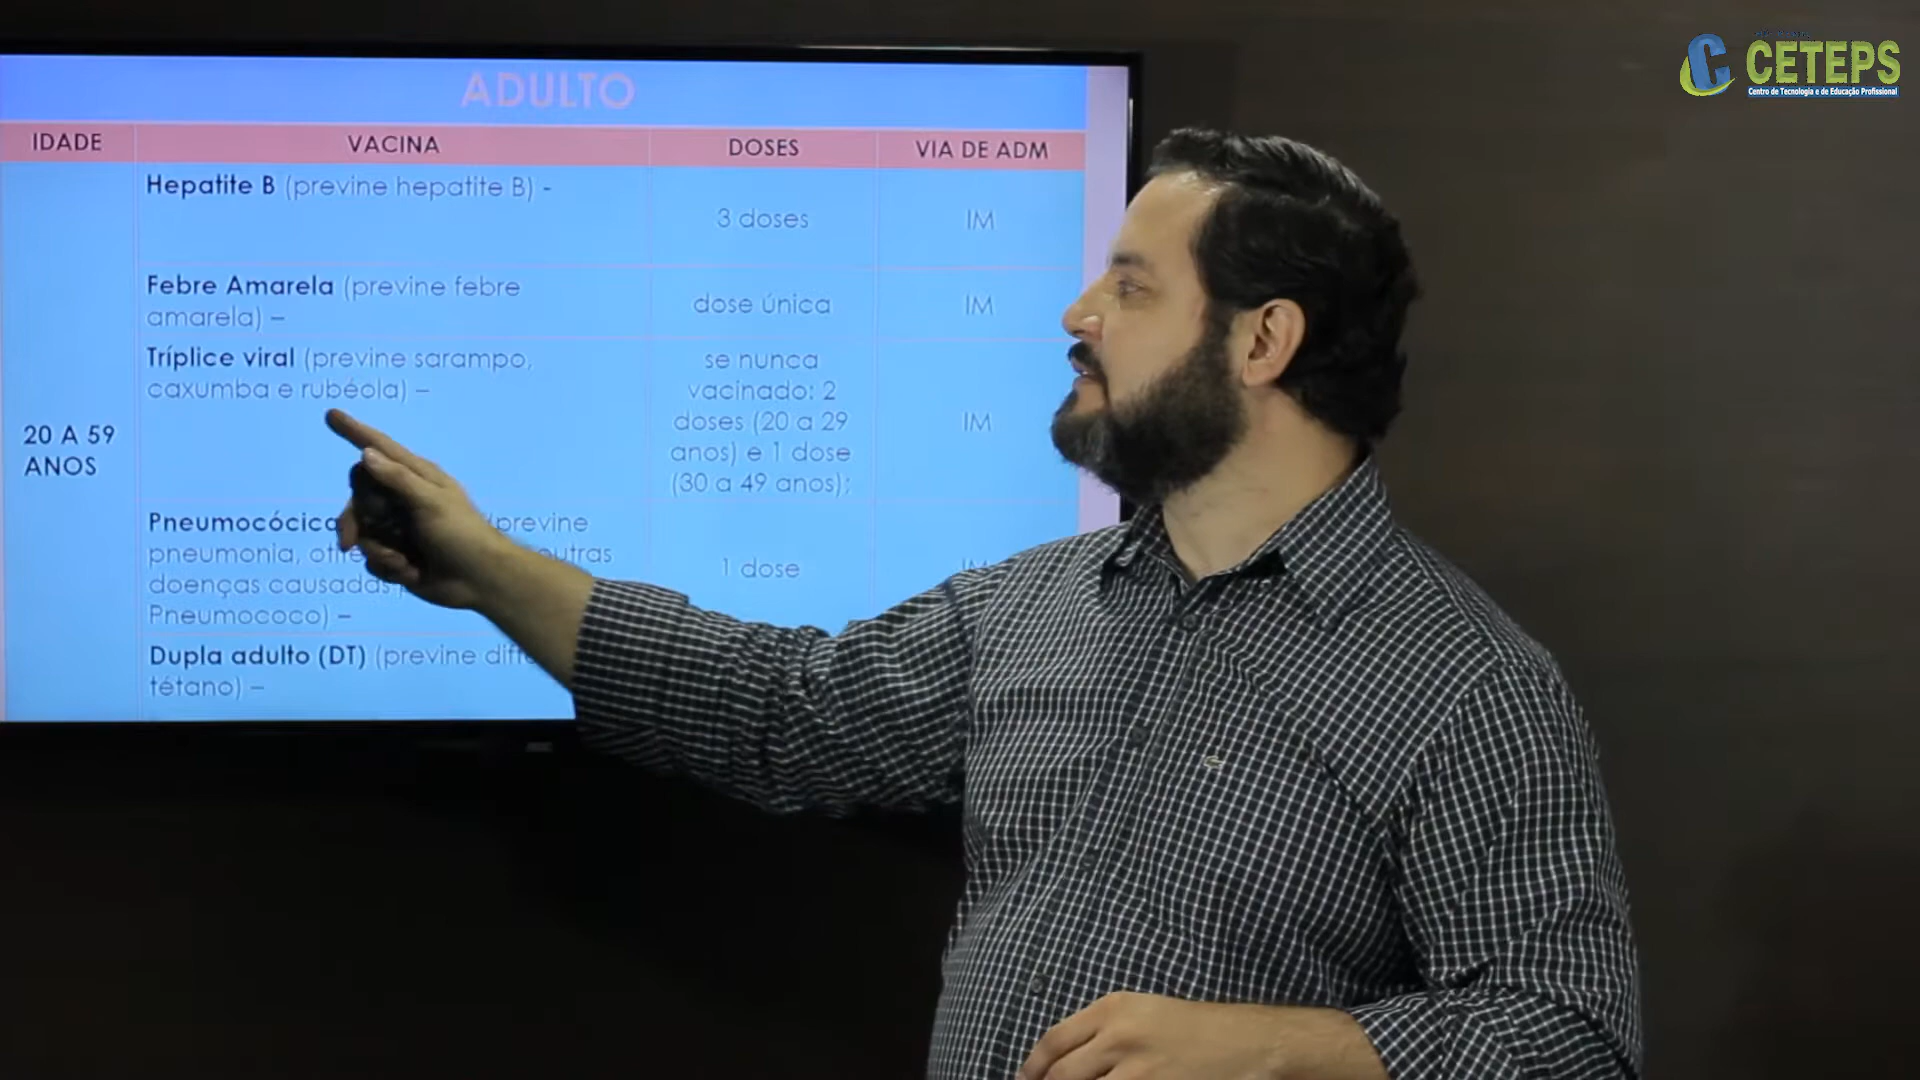 CETEPS
Centro de Tecnologia e de Educação Profissional
ADULTO
IDADE VACINA DOSES VIA DE ADM
20 A 59
ANOS
Hepatite B (previne hepatite B) -
3 doses
IM
Febre Amarela (previne febre
amarela) –
dose única
IM
Tríplice viral (previne sarampo,
caxumba e rubéola) –
se nunca
vacinado: 2
doses (20 a 29
anos) e 1 dose
(30 a 49 anos);
IM
Pneumocócica (previne
pneumonia, outras
doenças causadas
Pneumococo) –
1 dose
Dupla adulto (DT) (previne
tétano) –